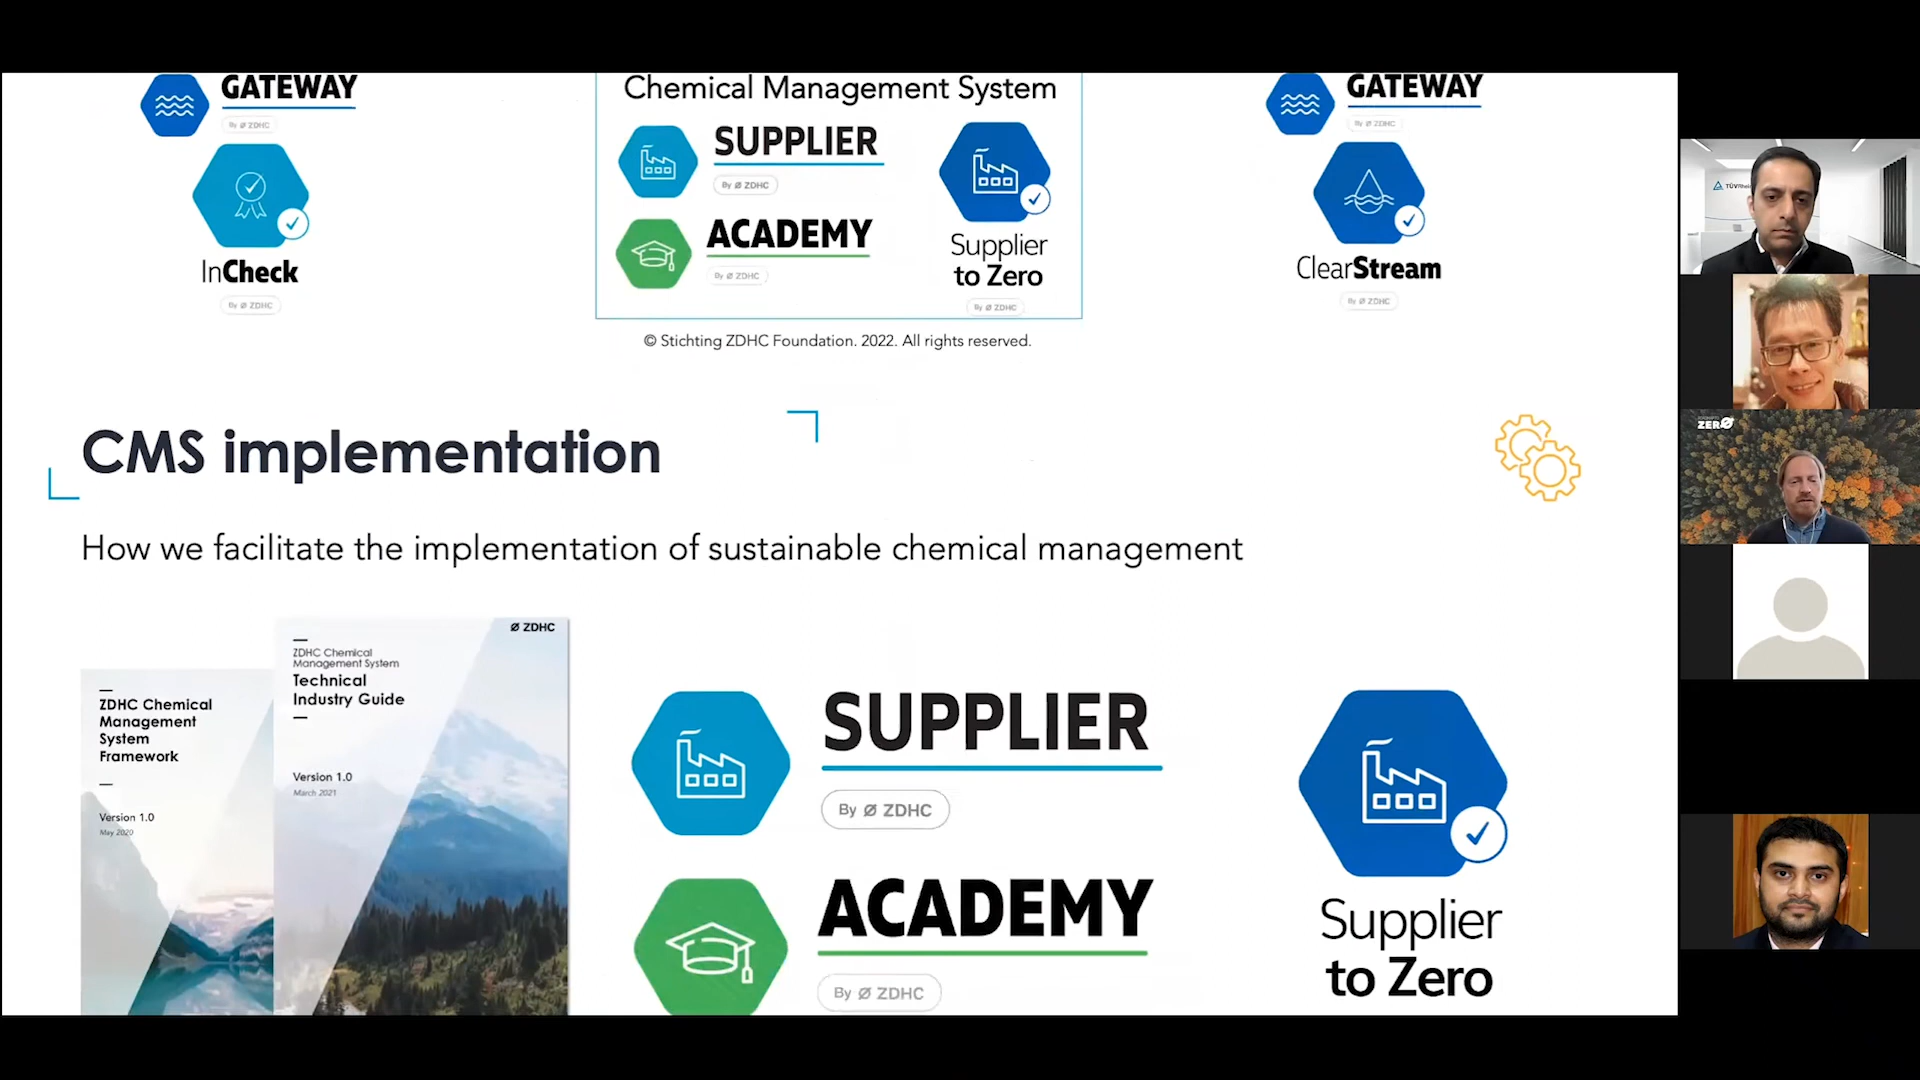 GATEWAY
By ZDHC
InCheck
By ZDHC
Chemical Management System
SUPPLIER
By ZDHC
ACADEMY
By ZDHC
Supplier
to Zero
By ZDHC
GATEWAY
By ZDHC
ClearStream
By ZDHC
© Stichting ZDHC Foundation. 2022. All rights reserved.
CMS implementation
How we facilitate the implementation of sustainable chemical management
ZDHC Chemical
Management
System
Framework
Version 1.0
May 2020
ZDHC
ZDHC Chemical
Management System
Technical
Industry Guide
Version 1.0
March 2021
SUPPLIER
By ZDHC
ACADEMY
By ZDHC
Supplier
to Zero
ZERO